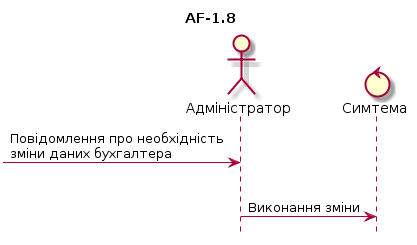 AF-1.8
Адміністратор
Симтема
Повідомлення про необхідність
зміни даних бухгалтера
Виконання зміни